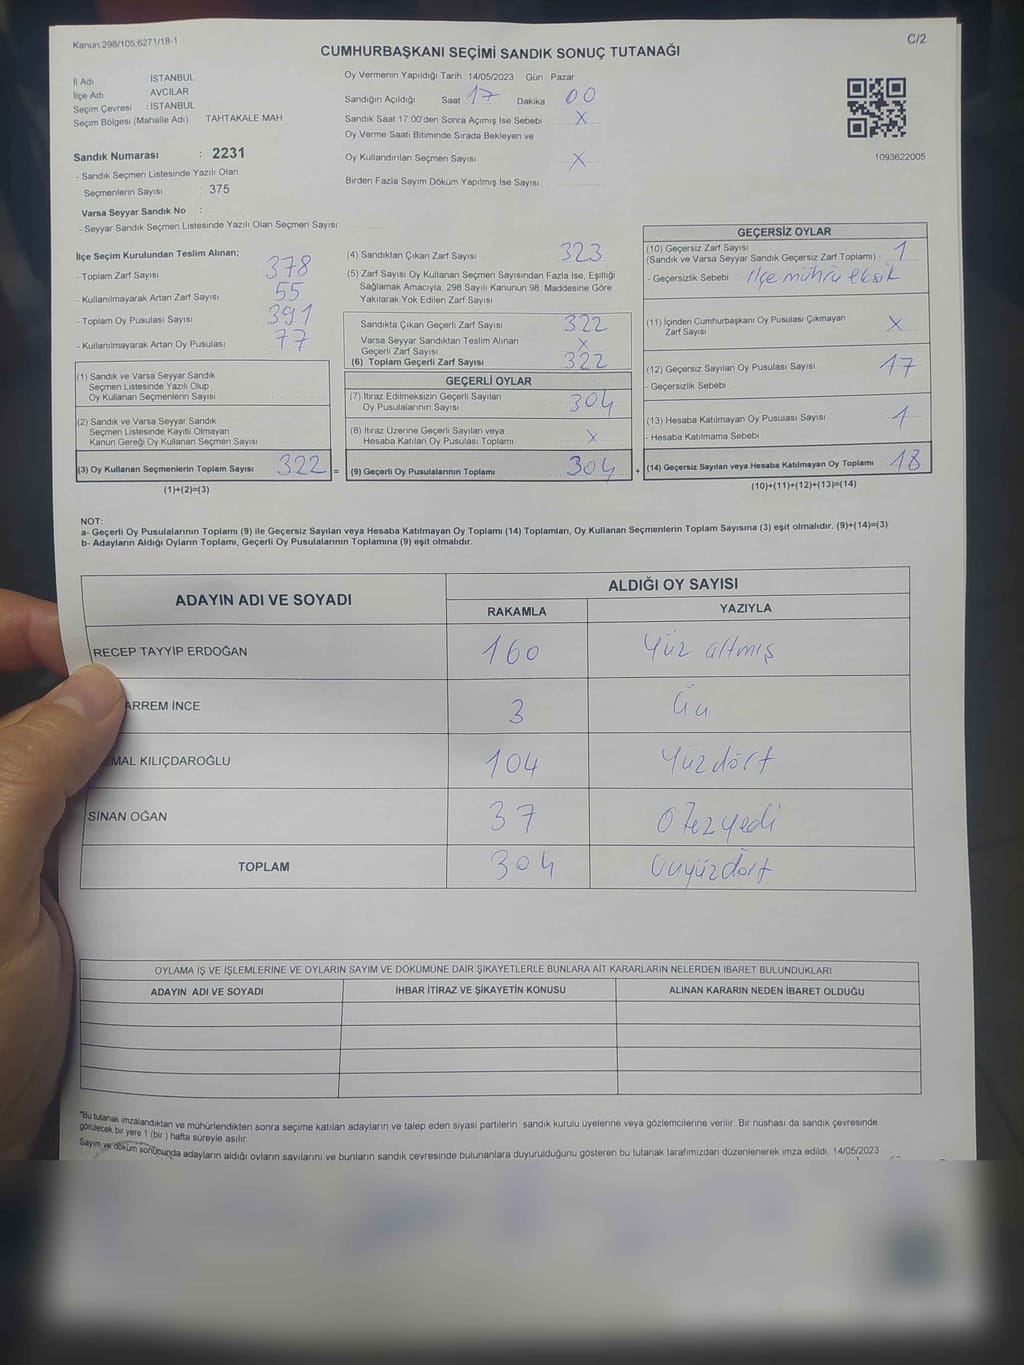 Kanun;298/105,6271/18-1
C/2
CUMHURBAŞKANI SEÇİMİ SANDIK SONUÇ TUTANAĞI
İl Adı İSTANBUL
İlçe Adı AVCILAR
Seçim Çevresi : İSTANBUL
Seçim Bölgesi (Mahalle Adı) TAHTAKALE MAH.
Sandık Numarası : 2231
- Sandık Seçmen Listesinde Yazılı Olan
Seçmenlerin Sayısı : 375
Varsa Seyyar Sandık No :
- Seyyar Sandık Seçmen Listesinde Yazılı Olan Seçmen Sayısı:
Oy Vermenin Yapıldığı Tarih : 14/05/2023 Gün : Pazar
Sandığın Açıldığı Saat 17 Dakika 00
Sandık Saat 17.00'den Sonra Açımış İse Sebebi : X
Oy Verme Saati Bitiminde Sırada Bekleyen ve
Oy Kullandırılan Seçmen Sayısı X
Birden Fazla Sayım Döküm Yapılmış İse Sayısı :
1093622005
İlçe Seçim Kurulundan Teslim Alınan;
- Toplam Zarf Sayısı 378
- Kullanılmayarak Artan Zarf Sayısı 55
- Toplam Oy Pusulası Sayısı 391
- Kullanılmayarak Artan Oy Pusulası 77
(1) Sandık ve Varsa Seyyar Sandık
Seçmen Listesinde Yazılı Olup
Oy Kullanan Seçmenlerin Sayısı
(2) Sandık ve Varsa Seyyar Sandık
Seçmen Listesinde Kayıtlı Olmayan
Kanun Gereği Oy Kullanan Seçmen Sayısı
(3) Oy Kullanan Seçmenlerin Toplam Sayısı 322 =
(1)+(2)=(3)
(4) Sandıktan Çıkan Zarf Sayısı 323
(5) Zarf Sayısı Oy Kullanan Seçmen Sayısından Fazla İse, Eşitliği
Sağlamak Amacıyla, 298 Sayılı Kanunun 98. Maddesine Göre
Yakılarak Yok Edilen Zarf Sayısı
Sandıkta Çıkan Geçerli Zarf Sayısı 322
Varsa Seyyar Sandıktan Teslim Alınan
Geçerli Zarf Sayısı X
(6) Toplam Geçerli Zarf Sayısı 322
GEÇERLİ OYLAR
(7) İtiraz Edilmeksizin Geçerli Sayılan
Oy Pusulalarının Sayısı 304
(8) İtiraz Üzerine Geçerli Sayılan veya
Hesaba Katılan Oy Pusulası Toplamı X
(9) Geçerli Oy Pusulalarının Toplamı 304 +
GEÇERSİZ OYLAR
(10) Geçersiz Zarf Sayısı
(Sandık ve Varsa Seyyar Sandık Geçersiz Zarf Toplamı) : 1
- Geçersizlik Sebebi : İlçe mührü eksik
(11) İçinden Cumhurbaşkanı Oy Pusulası Çıkmayan
Zarf Sayısı X
(12) Geçersiz Sayılan Oy Pusulası Sayısı 17
- Geçersizlik Sebebi
(13) Hesaba Katılmayan Oy Pusulası Sayısı 1
- Hesaba Katılmama Sebebi
(14) Geçersiz Sayılan veya Hesaba Katılmayan Oy Toplamı 18
(10)+(11)+(12)+(13)=(14)
NOT:
a- Geçerli Oy Pusulalarının Toplamı (9) ile Geçersiz Sayılan veya Hesaba Katılmayan Oy Toplamı (14) Toplamları, Oy Kullanan Seçmenlerin Toplam Sayısına (3) eşit olmalıdır. (9)+(14)=(3)
b- Adayların Aldığı Oyların Toplamı, Geçerli Oy Pusulalarının Toplamına (9) eşit olmalıdır.
ADAYIN ADI VE SOYADI ALDIĞI OY SAYISI
RAKAMLA YAZIYLA
RECEP TAYYİP ERDOĞAN 160 Yüz altmış
ARREM İNCE 3 Üç
MAL KILIÇDAROĞLU 104 Yüzdört
SİNAN OĞAN 37 Otuzyedi
TOPLAM 304 Üçyüzdört
OYLAMA İŞ VE İŞLEMLERİNE VE OYLARIN SAYIM VE DÖKÜMÜNE DAİR ŞİKAYETLERLE BUNLARA AİT KARARLARIN NELERDEN İBARET BULUNDUKLARI
ADAYIN ADI VE SOYADI İHBAR İTİRAZ VE ŞİKAYETİN KONUSU ALINAN KARARIN NEDEN İBARET OLDUĞU
*Bu tutanak imzalandıktan ve mühürlendikten sonra seçime katılan adayların ve talep eden siyasi partilerin sandık kurulu üyelerine veya gözlemcilerine verilir. Bir nüshası da sandık çevresinde
görülecek bir yere 1 (bir) hafta süreyle asılır.
Sayım ve döküm sonucunda adayların aldığı oyların sayılarını ve bunların sandık çevresinde bulunanlara duyurulduğunu gösteren bu tutanak tarafımızdan düzenlenerek imza edildi. 14/05/2023